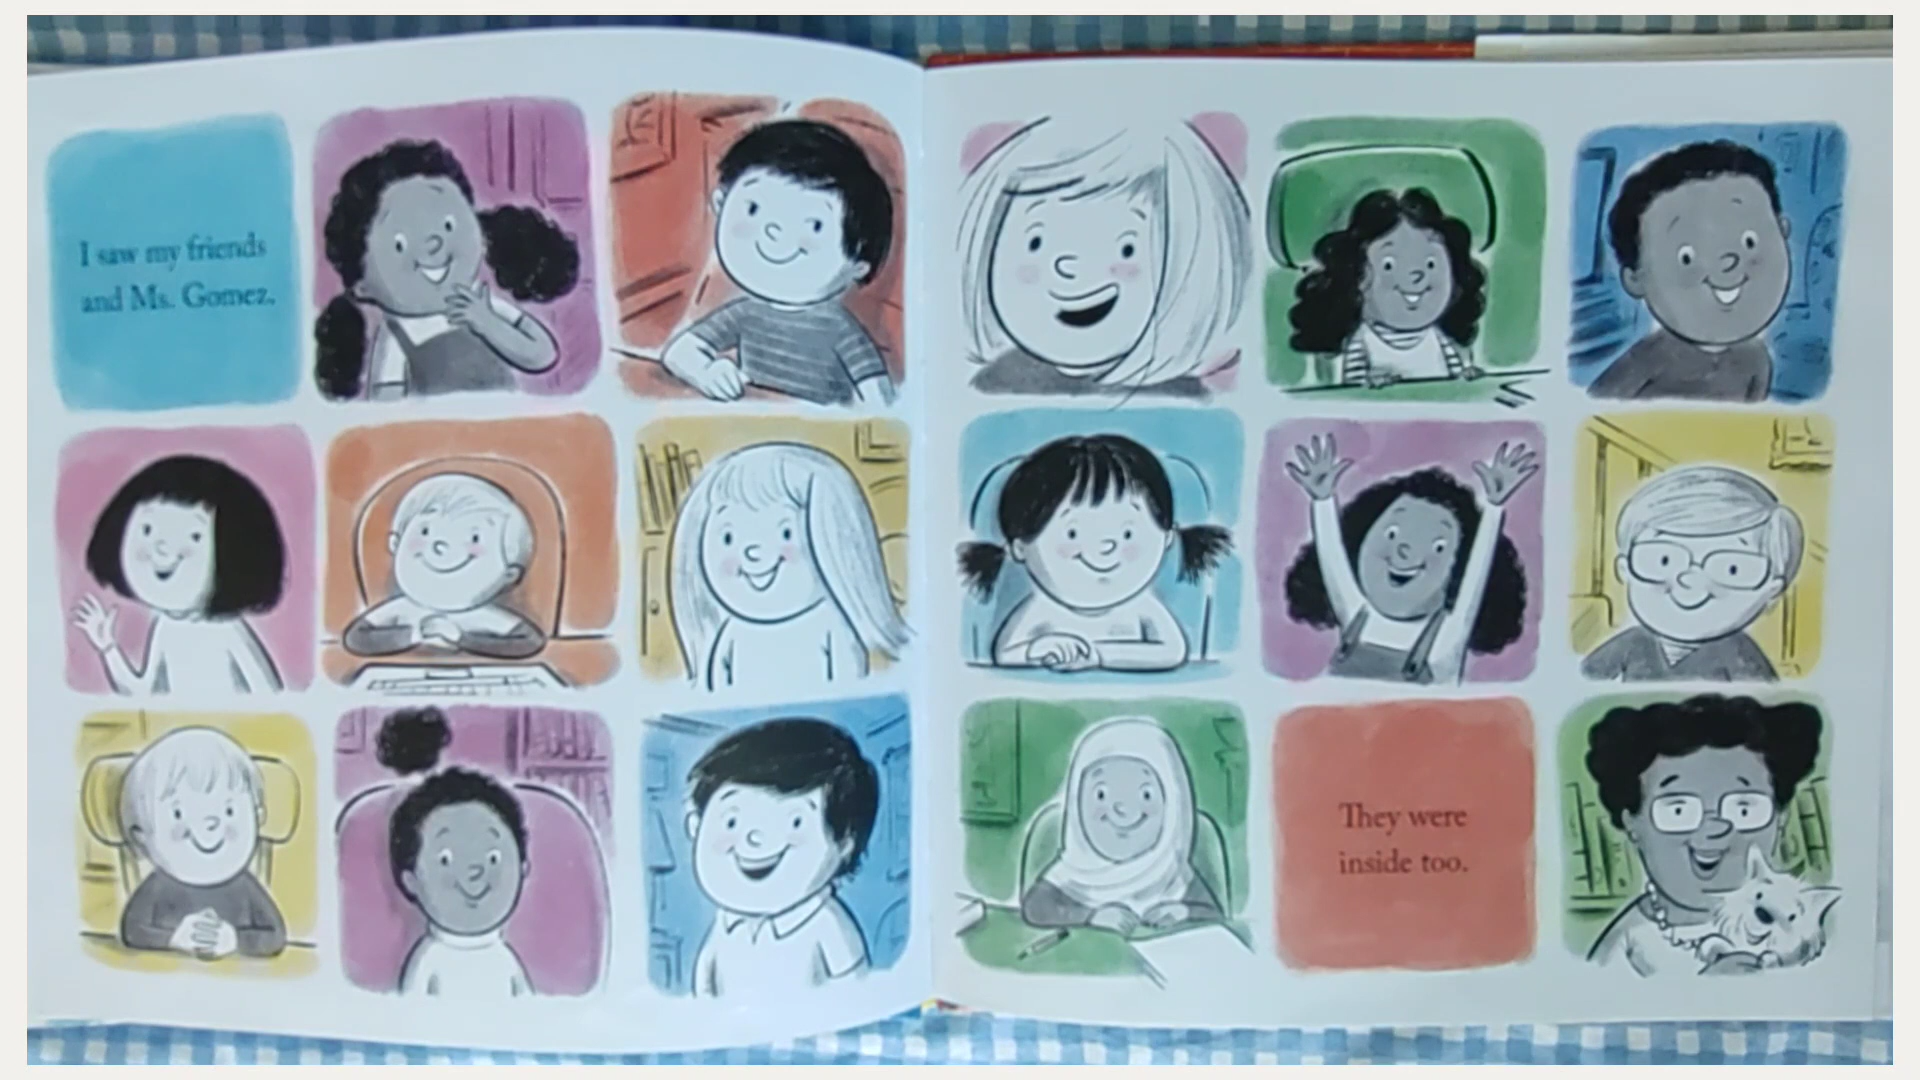 I saw my friends
and Ms. Gomez.
They were
inside too.